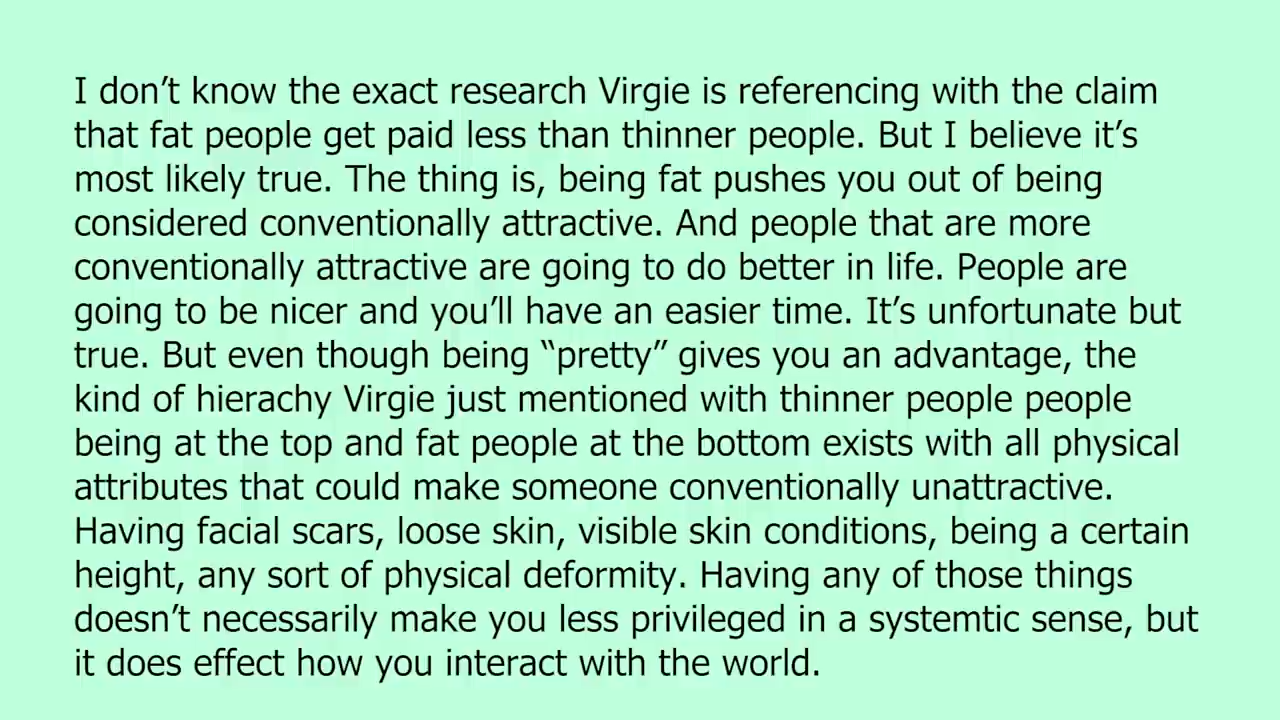 I don’t know the exact research Virgie is referencing with the claim
that fat people get paid less than thinner people. But I believe it’s
most likely true. The thing is, being fat pushes you out of being
considered conventionally attractive. And people that are more
conventionally attractive are going to do better in life. People are
going to be nicer and you’ll have an easier time. It’s unfortunate but
true. But even though being “pretty” gives you an advantage, the
kind of hierachy Virgie just mentioned with thinner people people
being at the top and fat people at the bottom exists with all physical
attributes that could make someone conventionally unattractive.
Having facial scars, loose skin, visible skin conditions, being a certain
height, any sort of physical deformity. Having any of those things
doesn’t necessarily make you less privileged in a systemtic sense, but
it does effect how you interact with the world.